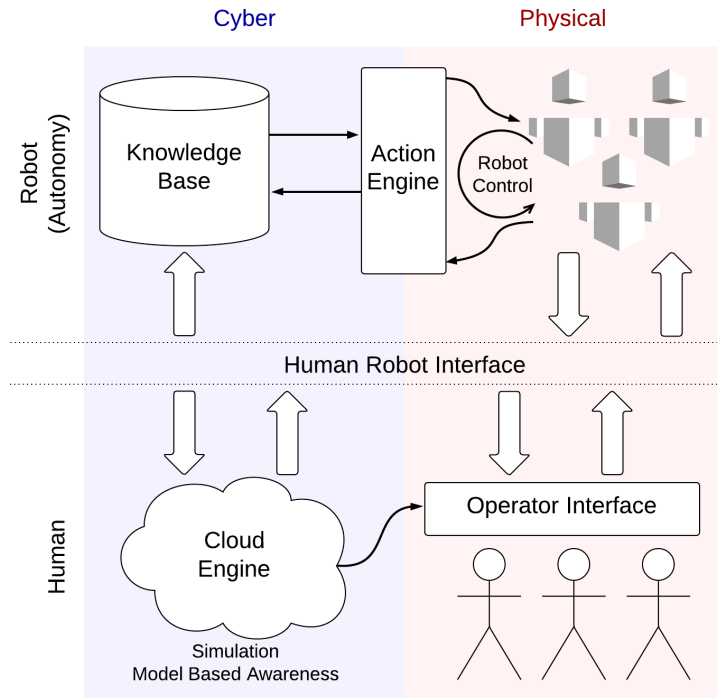 Cyber
Physical
Robot
(Autonomy)
Knowledge
Base
Action
Engine
Robot
Control
Human Robot Interface
Human
Cloud
Engine
Operator Interface
Simulation
Model Based Awareness